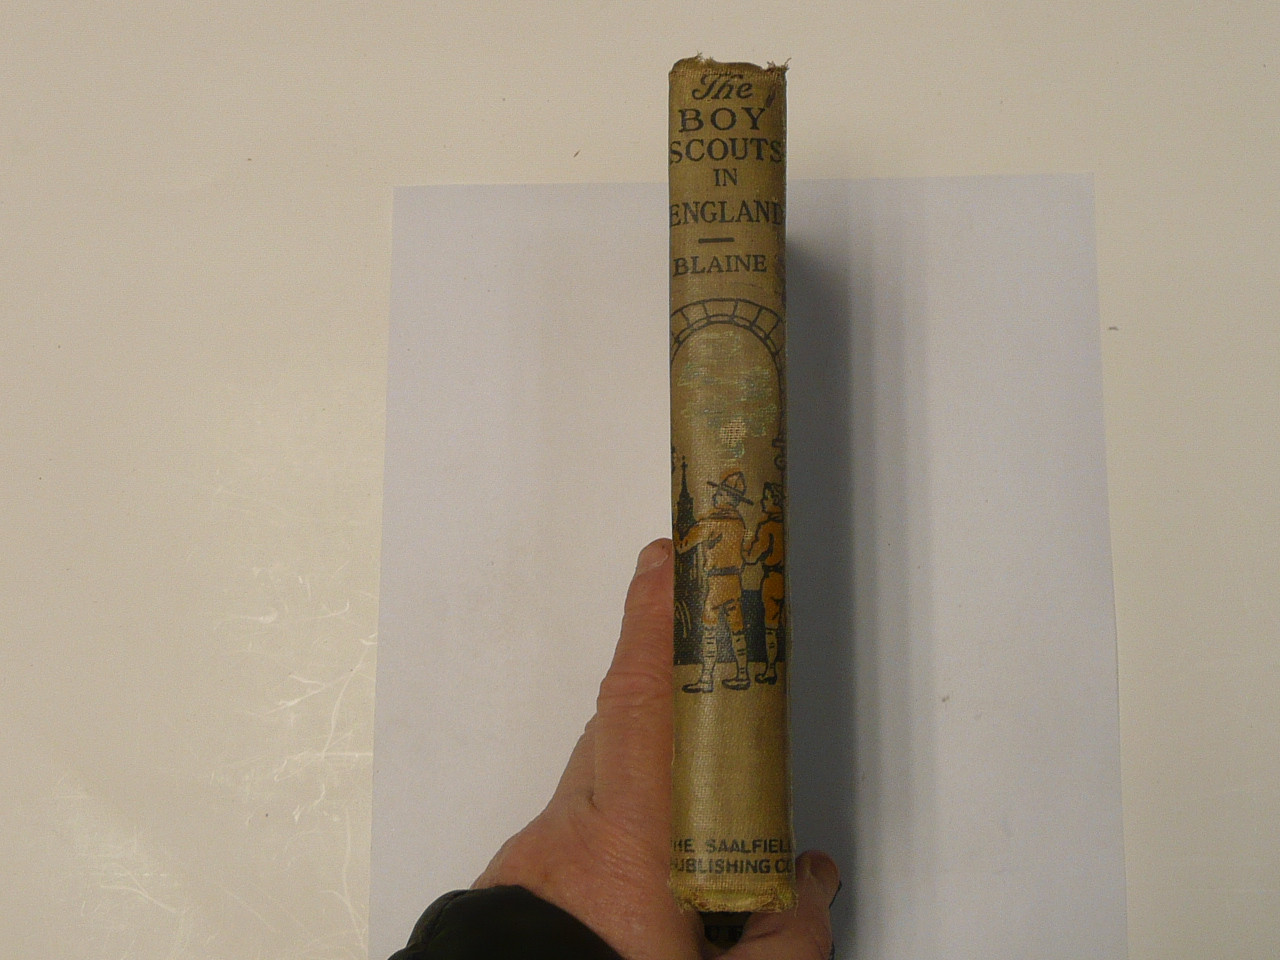 The
BOY
SCOUTS
IN
ENGLAND
BLAINE
THE SAALFIELD
PUBLISHING CO